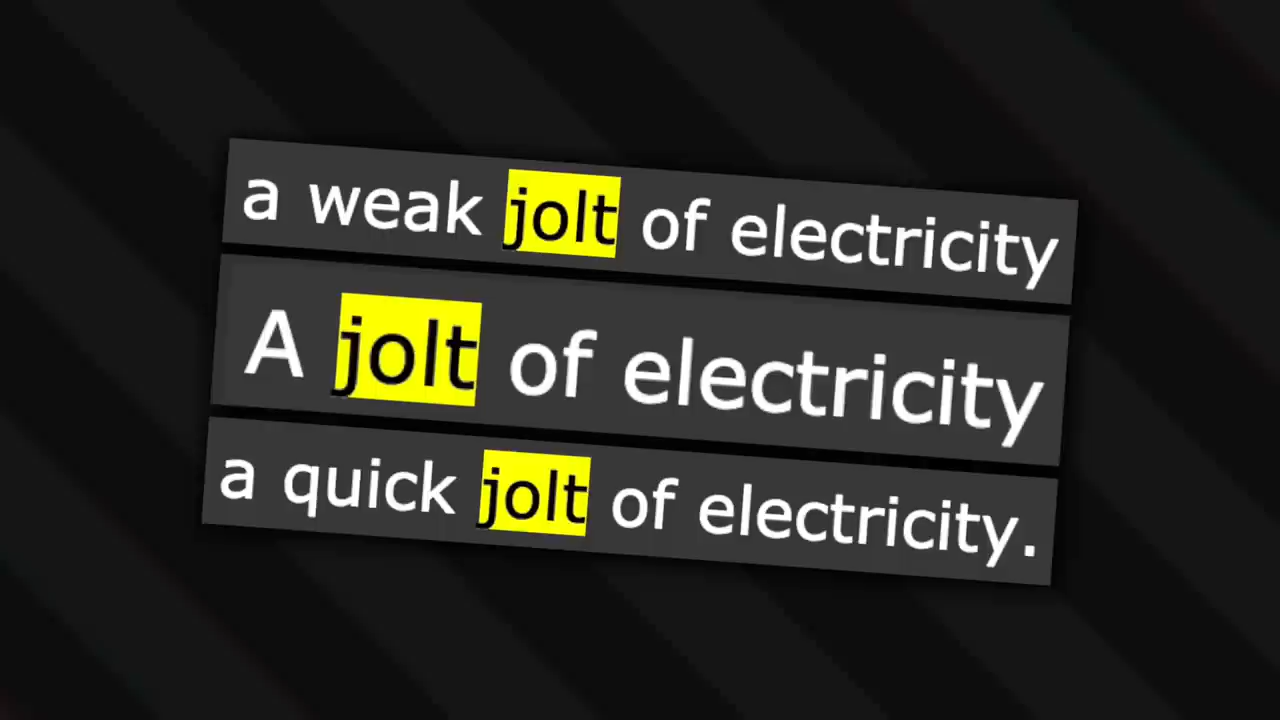 a weak jolt of electricity
A jolt of electricity
a quick jolt of electricity.